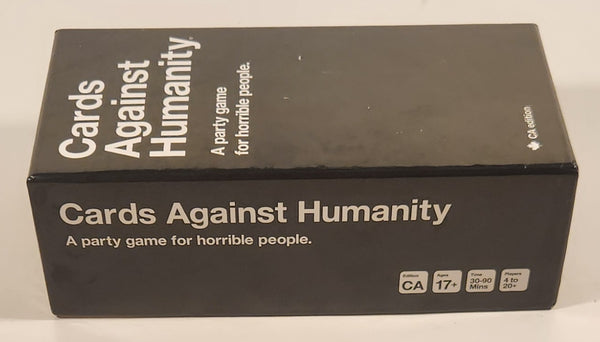 Cards
Against
Humanity
A party game
for horrible people.
CA edition
Cards Against Humanity
A party game for horrible people.
Edition
CA
Ages
17+
Time
30-90
Mins
Players
4 to
20+